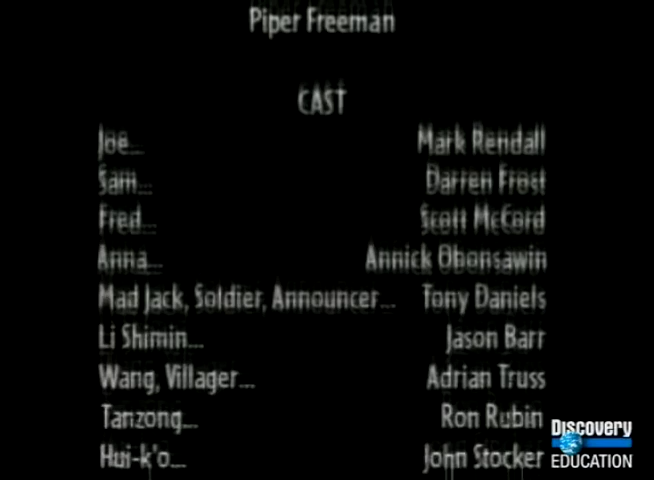 Piper Freeman
CAST
Joe... Mark Rendall
Sam... Darren Frost
Fred... Scott McCord
Anna... Annick Obonsawin
Mad Jack, Soldier, Announcer... Tony Daniels
Li Shimin... Jason Barr
Wang, Villager... Adrian Truss
Tanzong... Ron Rubin
Hui-k'o... John Stocker
Discovery
EDUCATION